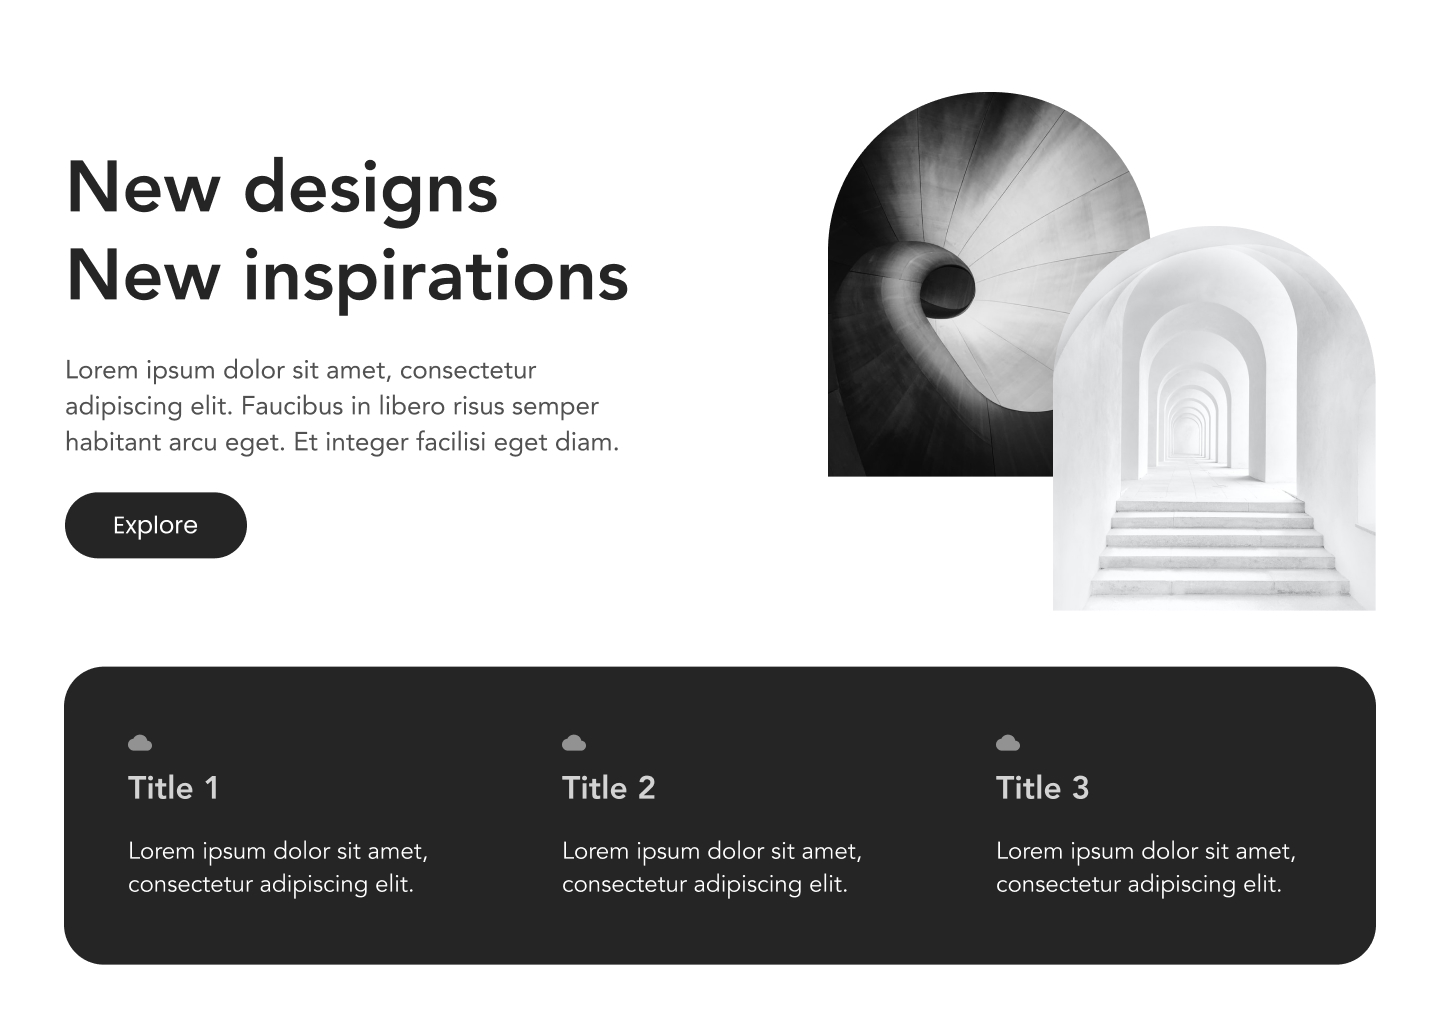 New designs
New inspirations
Lorem ipsum dolor sit amet, consectetur
adipiscing elit. Faucibus in libero risus semper
habitant arcu eget. Et integer facilisi eget diam.
Explore
Title 1
Lorem ipsum dolor sit amet,
consectetur adipiscing elit.
Title 2
Lorem ipsum dolor sit amet,
consectetur adipiscing elit.
Title 3
Lorem ipsum dolor sit amet,
consectetur adipiscing elit.